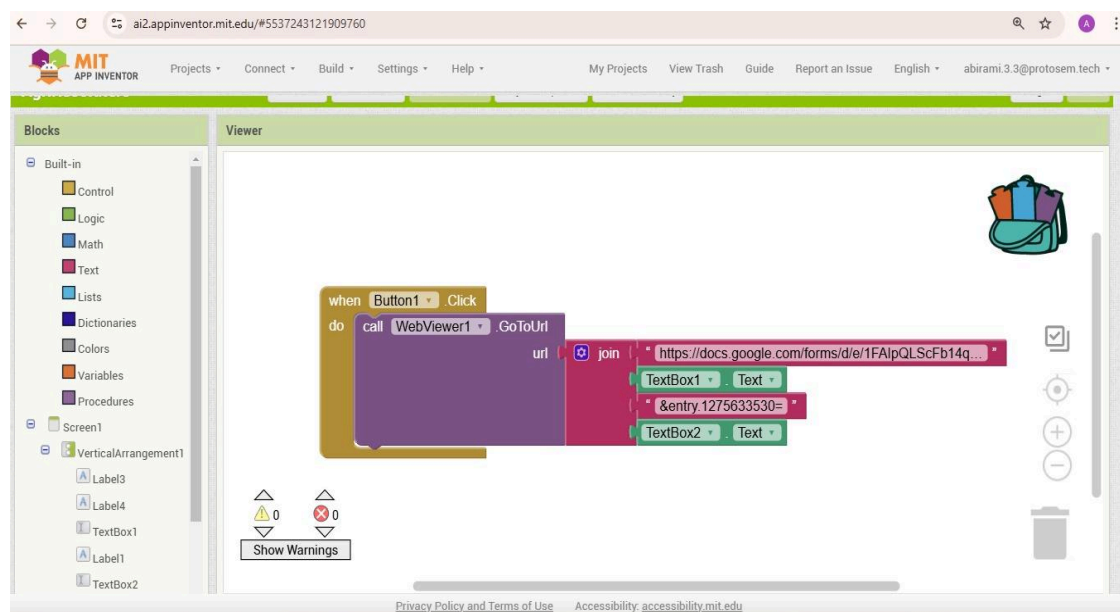 ai2.appinventor.mit.edu/#5537243121909760
A
MIT
APP INVENTOR
Projects
Connect
Build
Settings
Help
My Projects
View Trash
Guide
Report an Issue
English
abirami.3.3@protosem.tech
Blocks
Viewer
Built-in
Control
Logic
Math
Text
Lists
Dictionaries
Colors
Variables
Procedures
Screen1
VerticalArrangement1
A Label3
A Label4
TextBox1
A Label1
TextBox2
when Button1 .Click
do call WebViewer1 .GoToUrl
url join " https://docs.google.com/forms/d/e/1FAIpQLScFb14q... "
TextBox1 . Text
" &entry.1275633530= "
TextBox2 . Text
0 0
Show Warnings
Privacy Policy and Terms of Use Accessibility: accessibility.mit.edu